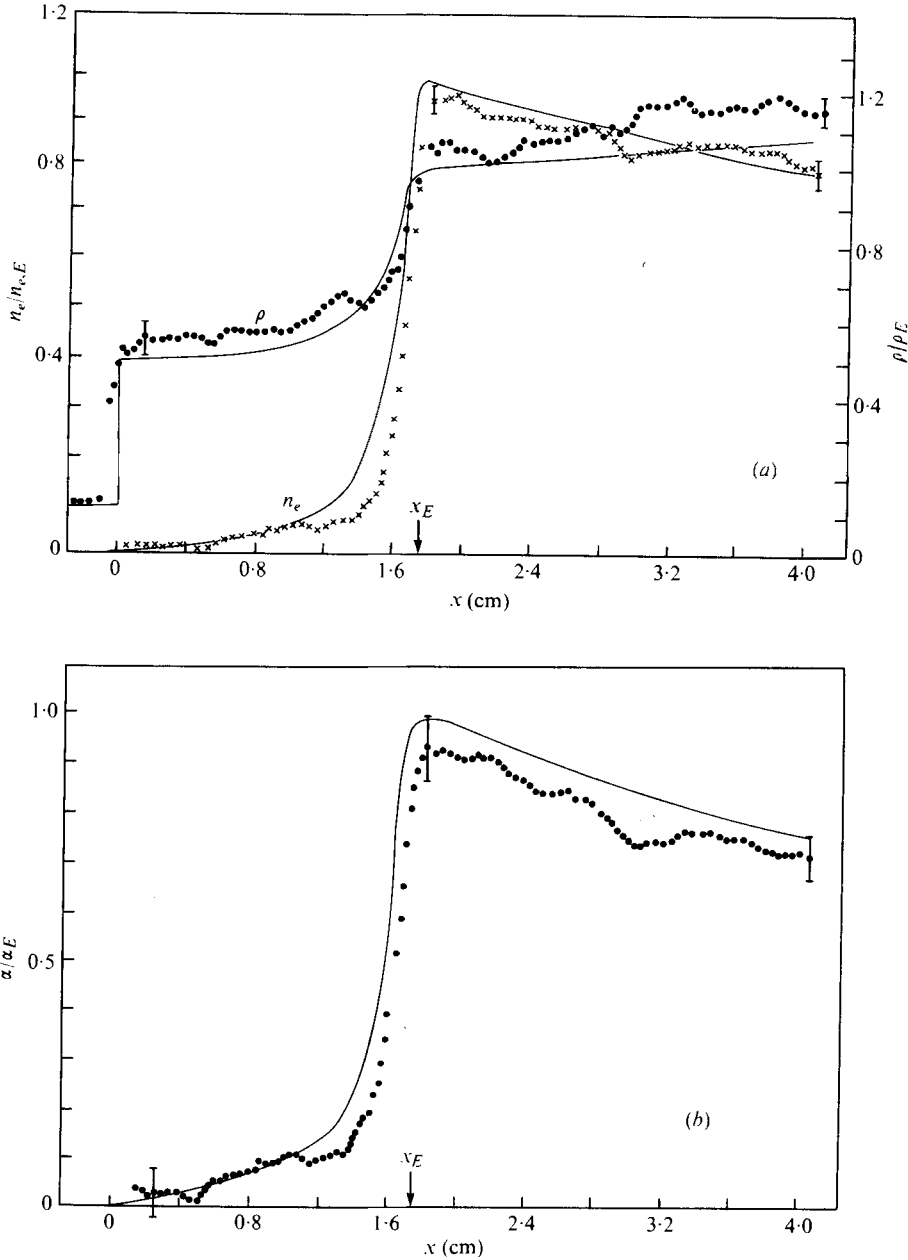 1·2
1·2
n_e/n_{e,E}
0·8
0·8
ρ
ρ/ρ_E
0·4
0·4
(a)
n_e
x_E
0
0
0
0·8
1·6
2·4
3·2
4·0
x (cm)
1·0
α/α_E
0·5
(b)
x_E
0
0
0·8
1·6
2·4
3·2
4·0
x (cm)